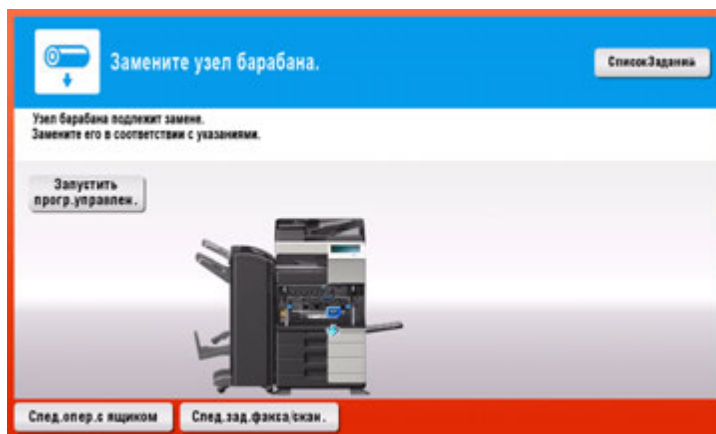 Замените узел барабана.
СписокЗаданий
Узел барабана подлежит замене.
Замените его в соответствии с указаниями.
Запустить
прогр.управлен.
След.опер.с ящиком
След.зад.факса/скан.